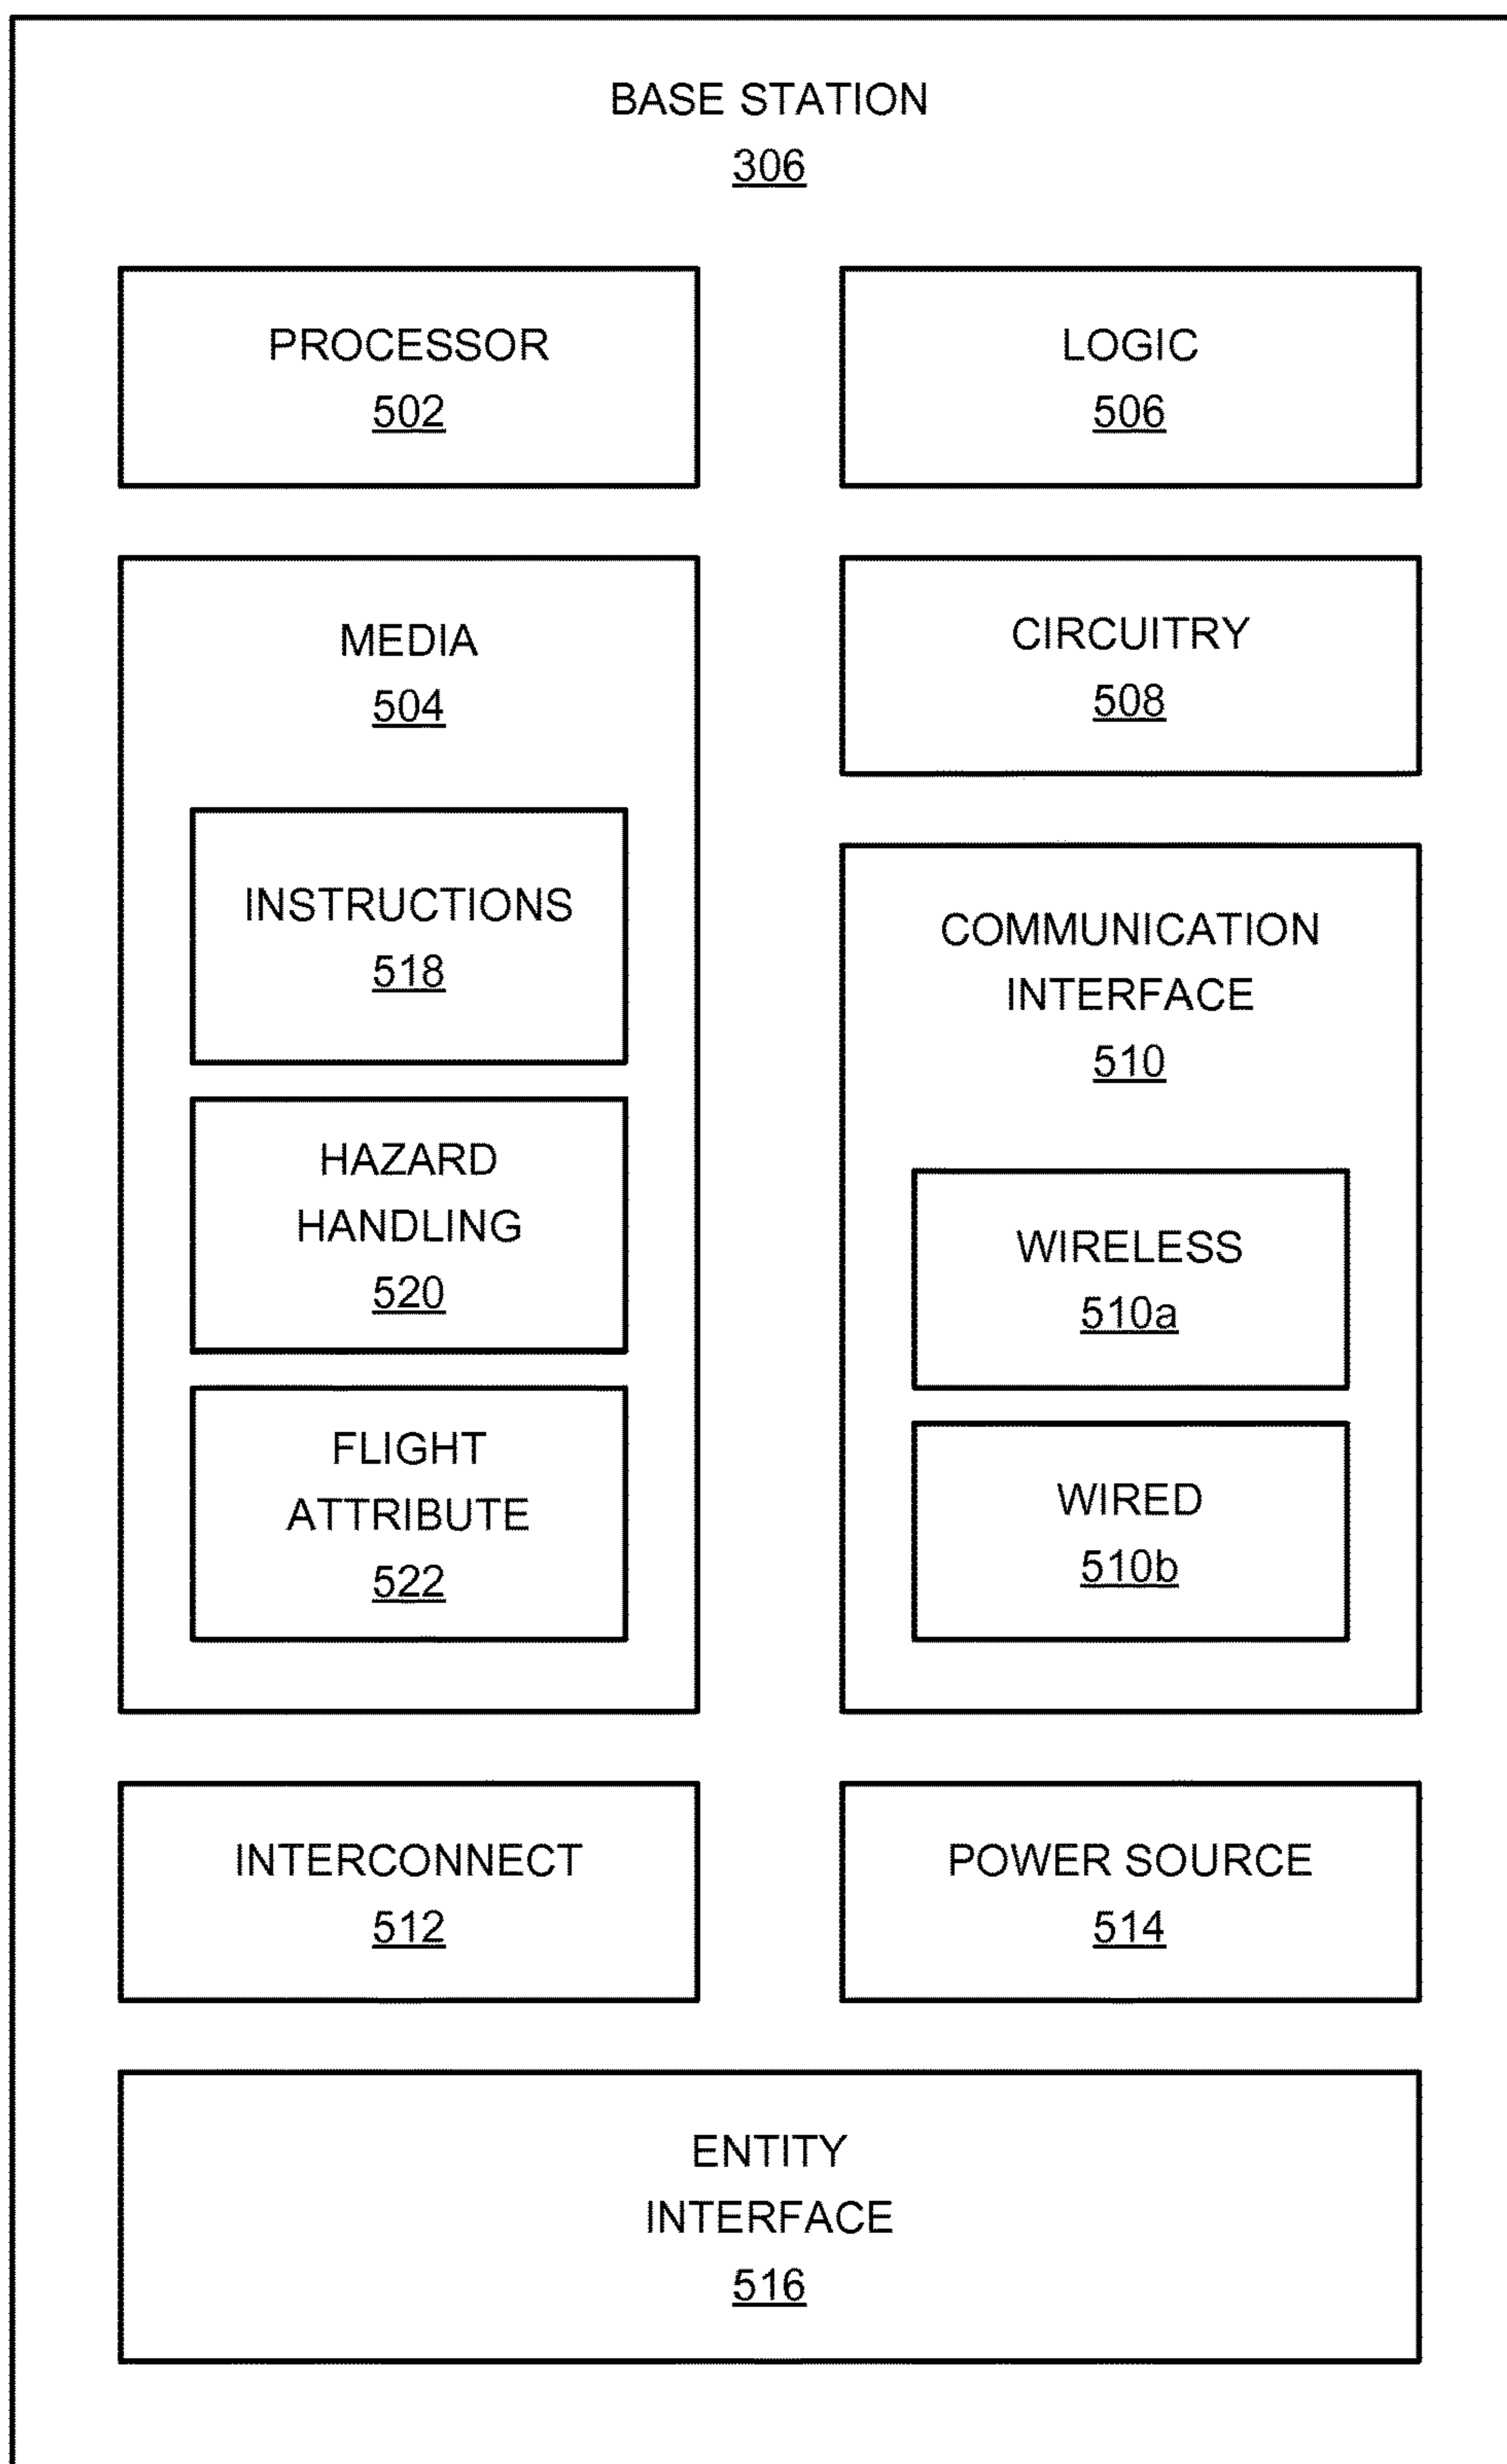 BASE STATION
306
PROCESSOR
502
LOGIC
506
MEDIA
504
INSTRUCTIONS
518
HAZARD
HANDLING
520
FLIGHT
ATTRIBUTE
522
CIRCUITRY
508
COMMUNICATION
INTERFACE
510
WIRELESS
510a
WIRED
510b
INTERCONNECT
512
POWER SOURCE
514
ENTITY
INTERFACE
516